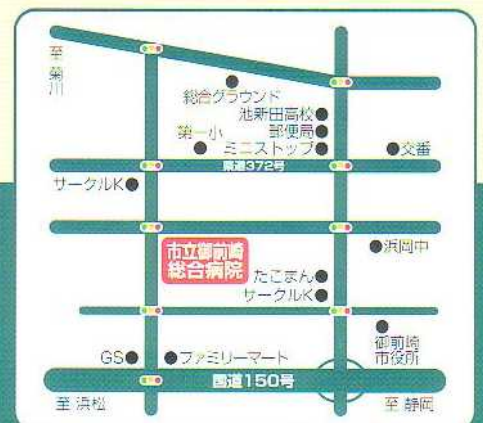 至
菊
川
総合グラウンド
池新田高校
第一小
郵便局
ミニストップ
交番
県道372号
サークルK
浜岡中
市立御前崎
総合病院
たこまん
サークルK
御前崎
市役所
GS
ファミリーマート
国道150号
至 浜松
至 静岡